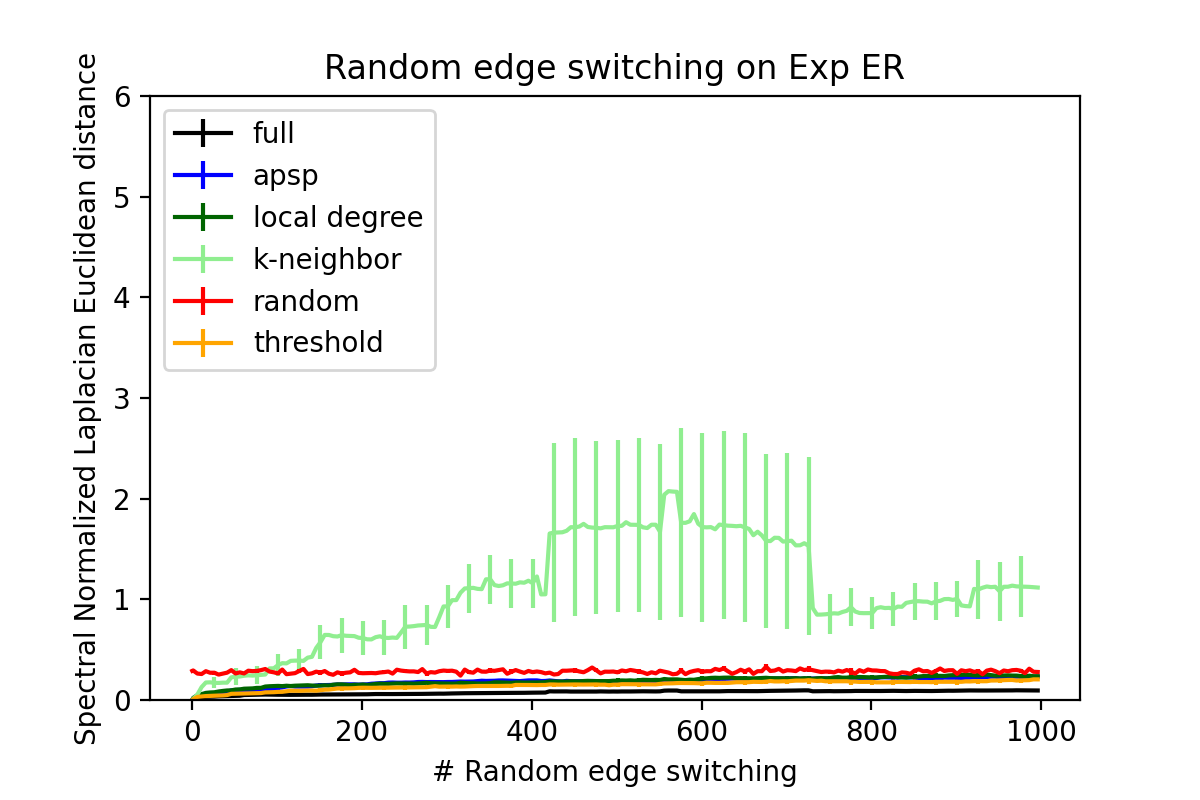 Random edge switching on Exp ER
Spectral Normalized Laplacian Euclidean distance
6
5
4
3
2
1
0
full
apsp
local degree
k-neighbor
random
threshold
0 200 400 600 800 1000
# Random edge switching